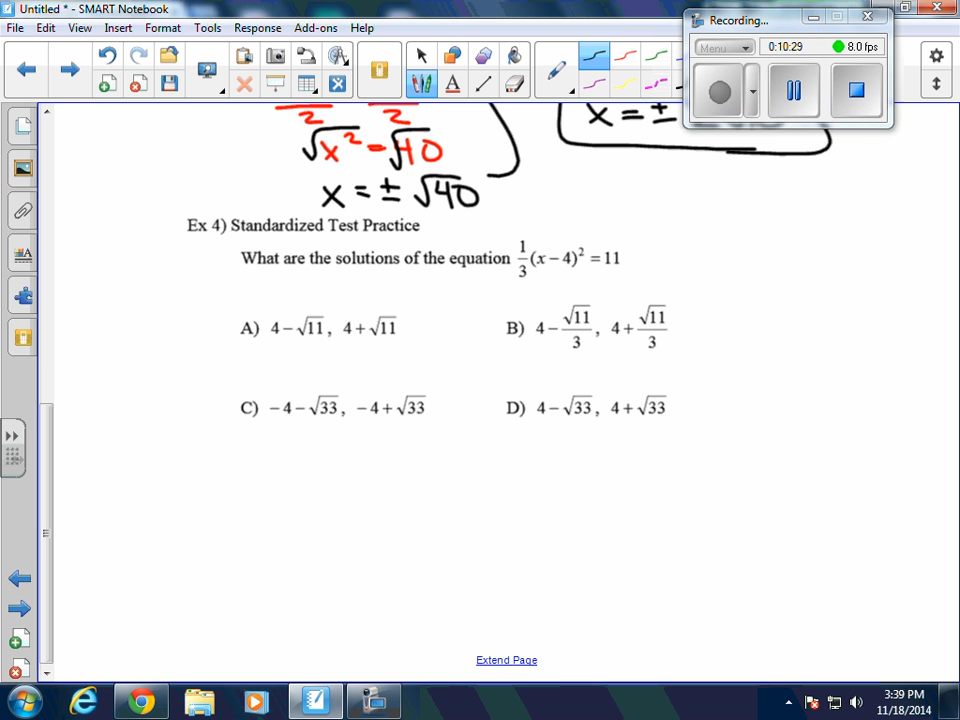 Untitled * - SMART Notebook
File Edit View Insert Format Tools Response Add-ons Help
Recording...
Menu 0:10:29 8.0 fps
2 2
√x² = √40
x = ±
x = ± √40
Ex 4) Standardized Test Practice
What are the solutions of the equation 1/3(x − 4)² = 11
A) 4 − √11, 4 + √11 B) 4 − √11/3, 4 + √11/3
C) − 4 − √33, − 4 + √33 D) 4 − √33, 4 + √33
Extend Page
3:39 PM
11/18/2014